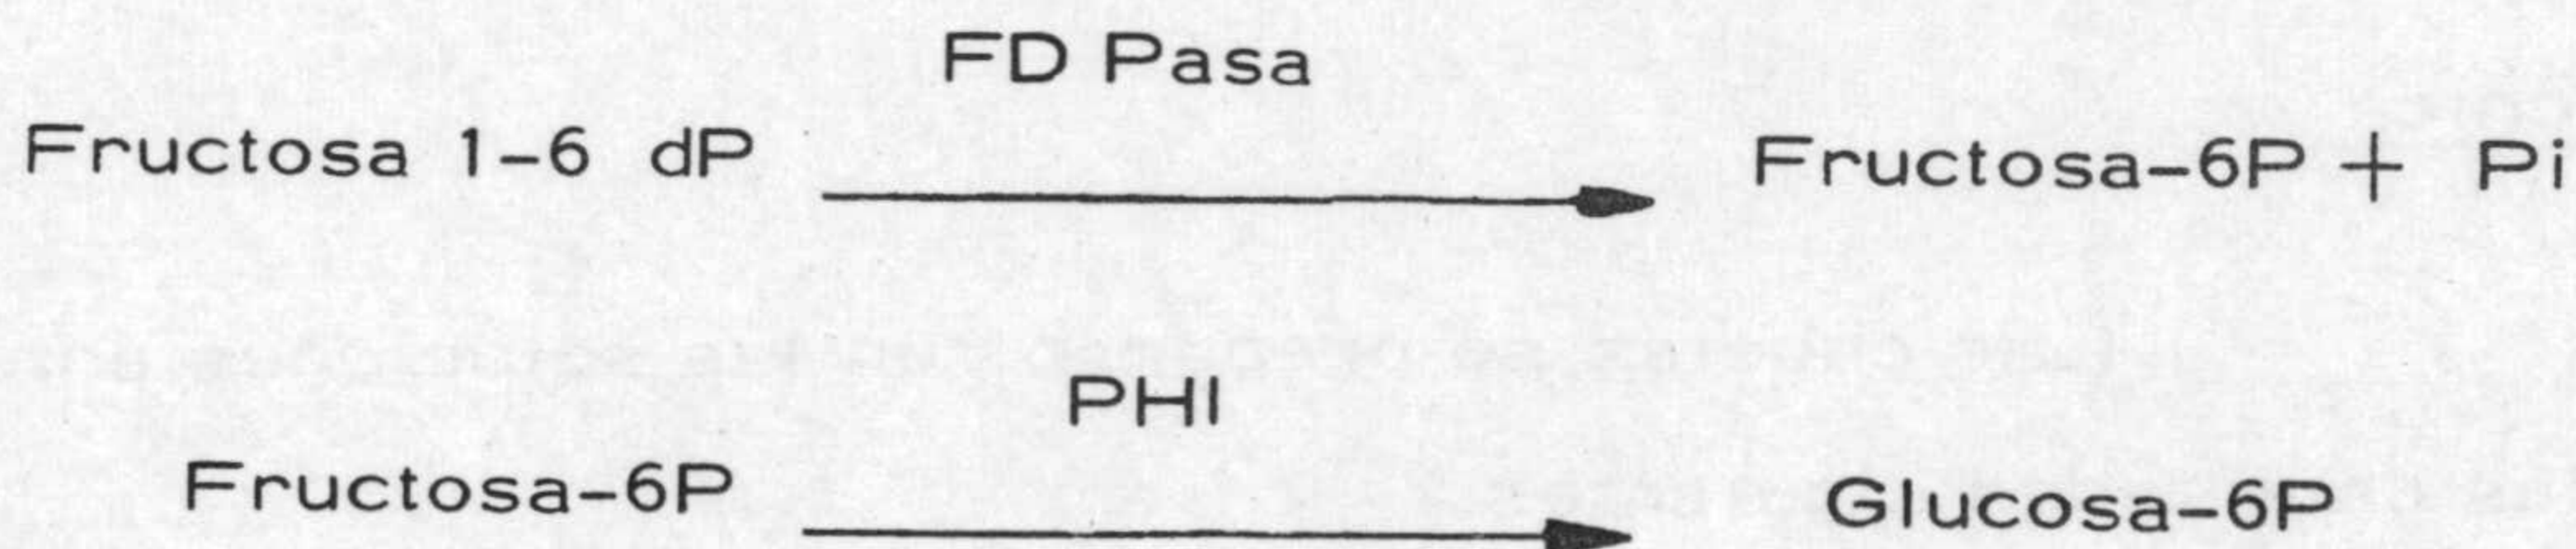 FD Pasa
Fructosa 1-6 dP Fructosa-6P + Pi
PHI
Fructosa-6P Glucosa-6P